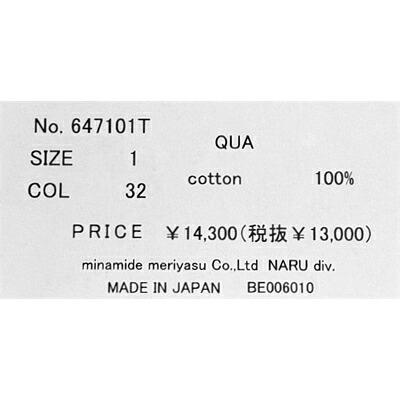 No. 647101T
QUA
SIZE 1
cotton 100%
COL 32
PRICE ¥14,300(税抜¥13,000)
minamide meriyasu Co.,Ltd NARU div.
MADE IN JAPAN BE006010